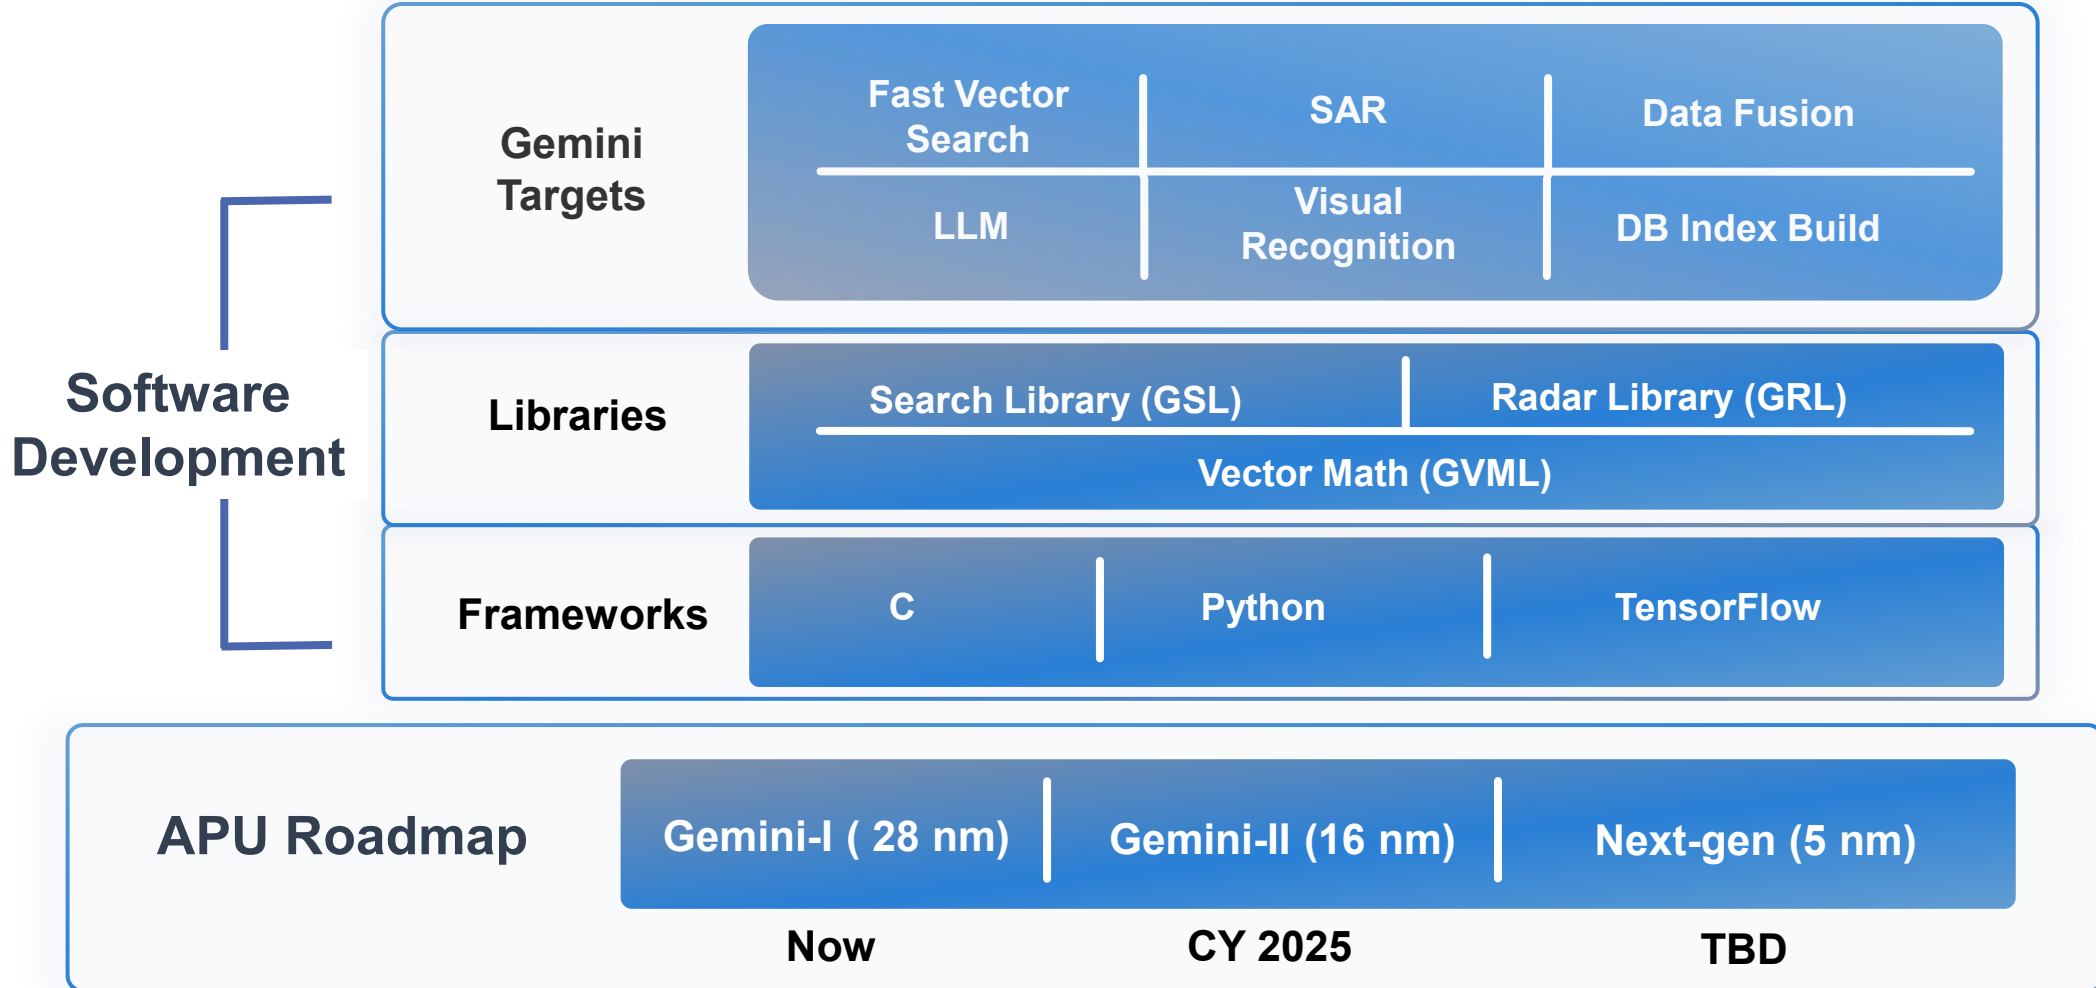 Gemini
Targets
Fast Vector
Search
SAR
Data Fusion
LLM
Visual
Recognition
DB Index Build
Software
Development
Libraries
Search Library (GSL)
Radar Library (GRL)
Vector Math (GVML)
Frameworks
C
Python
TensorFlow
APU Roadmap
Gemini-I ( 28 nm)
Gemini-II (16 nm)
Next-gen (5 nm)
Now
CY 2025
TBD